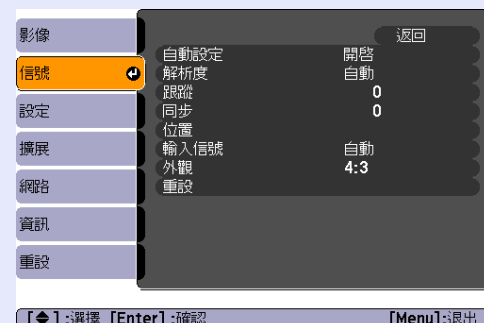 影像
信號
設定
擴展
網路
資訊
重設
返回
自動設定 開啓
解析度 自動
跟蹤 0
同步 0
位置
輸入信號 自動
外觀 4:3
重設
[◆]:選擇 [Enter]:確認 [Menu]:退出